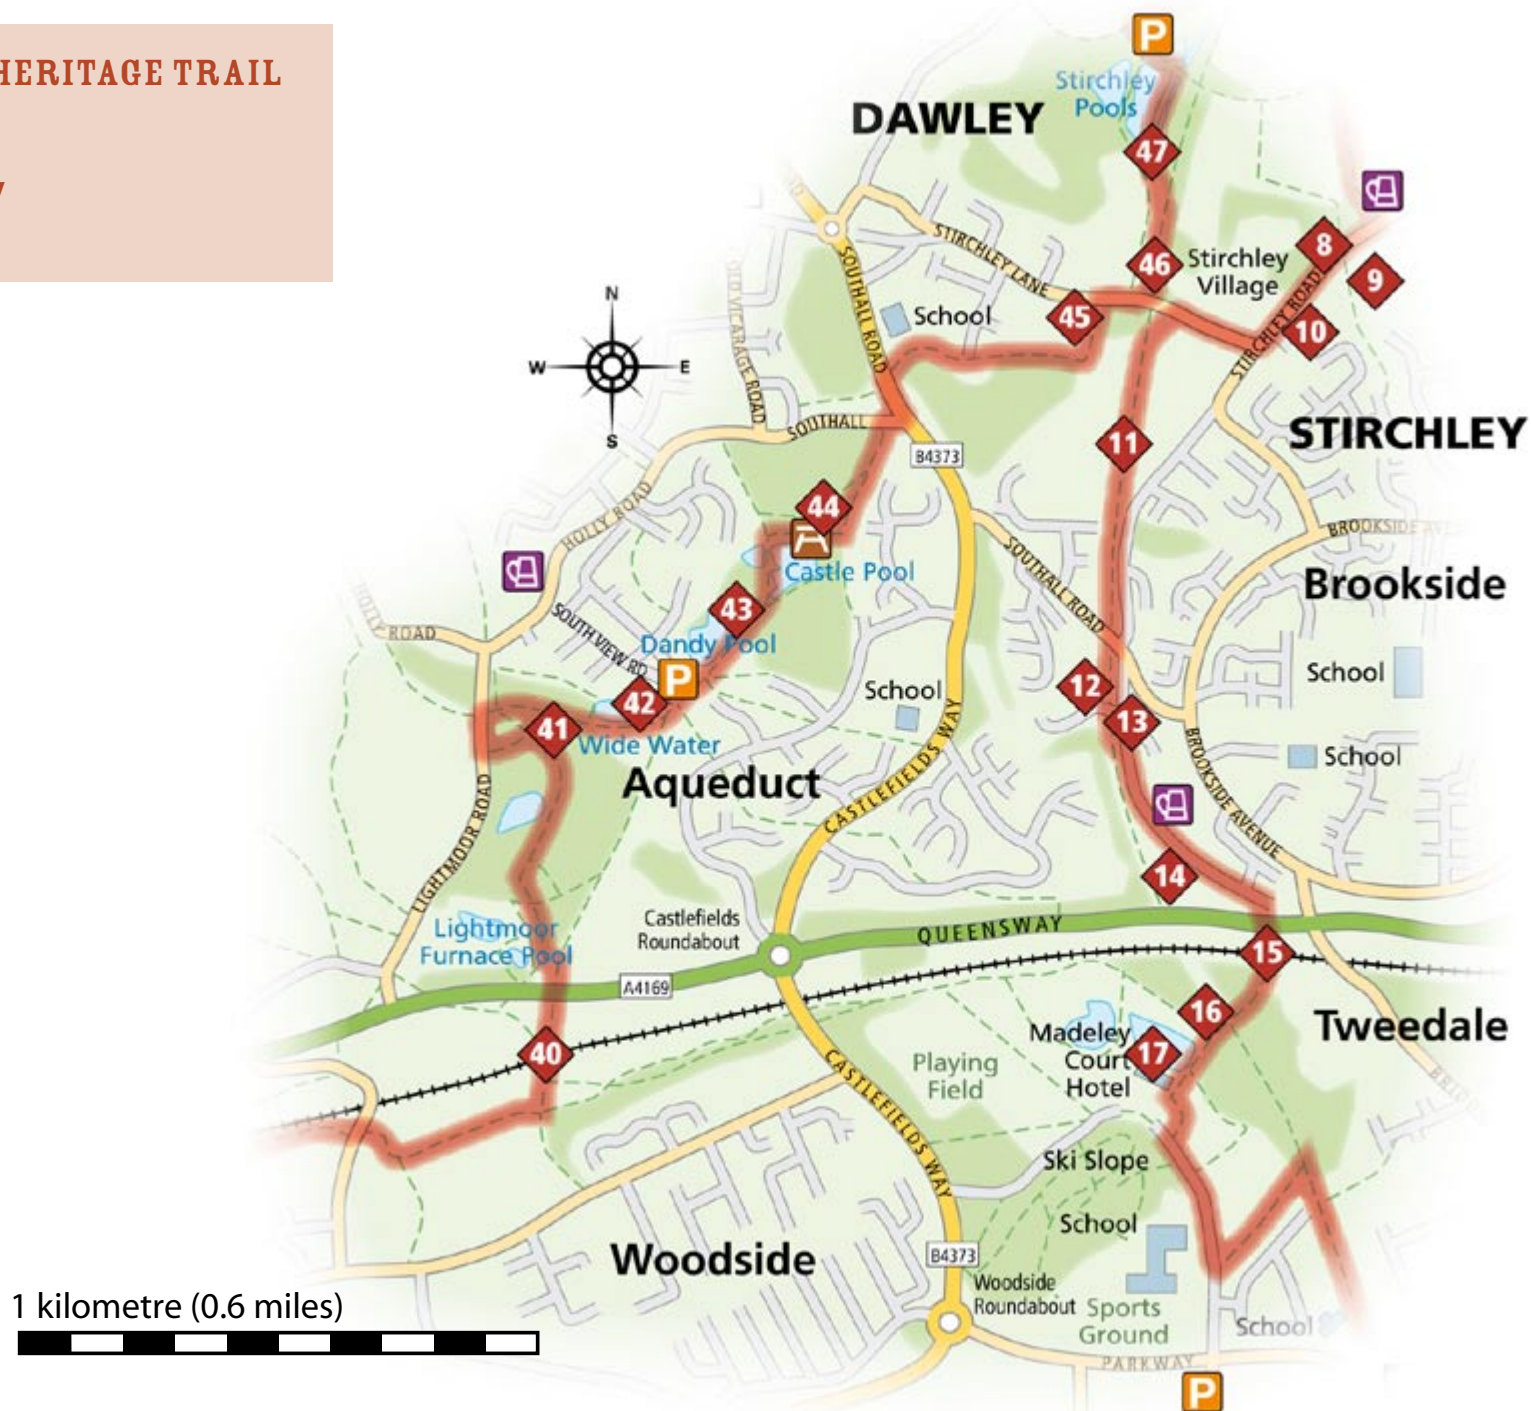 HERITAGE TRAIL
DAWLEY
Stirchley
Pools
47
46
Stirchley
Village
8
9
10
45
STIRCHLEY LANE
STIRCHLEY ROAD
School
SOUTHALL ROAD
OLD VICARAGE ROAD
N
W
E
S
SOUTHALL
B4373
11
STIRCHLEY
44
HOLLY ROAD
Castle Pool
BROOKSIDE
Brookside
SOUTHALL ROAD
43
Dandy Pool
SOUTH VIEW RD
HOLLY ROAD
P
P
42
41
Wide Water
School
School
12
13
School
Aqueduct
CASTLEFIELDS WAY
BROOKSIDE AVENUE
LIGHTMOOR ROAD
14
Castlefields
Roundabout
QUEENSWAY
Lightmoor
Furnace Pool
A4169
15
16
17
Madeley
Court
Hotel
Tweedale
40
Playing
Field
CASTLEFIELDS WAY
Ski Slope
School
Woodside
B4373
Woodside
Roundabout
Sports
Ground
School
PARKWAY
P
1 kilometre (0.6 miles)